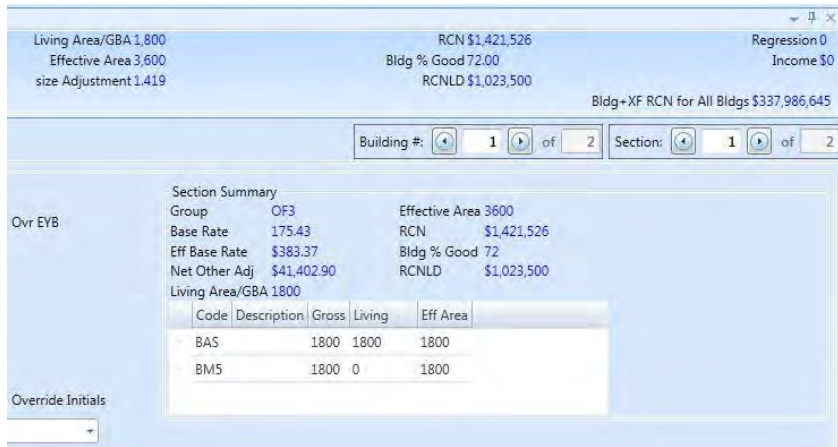 Living Area/GBA 1,800 RCN $1,421,526 Regression 0
Effective Area 3,600 Bldg % Good 72.00 Income $0
size Adjustment 1.419 RCNLD $1,023,500
Bldg+XF RCN for All Bldgs $337,986,645
Building #: 1 of 2 Section: 1 of 2
Section Summary
Ovr EYB
Group OF3 Effective Area 3600
Base Rate 175.43 RCN $1,421,526
Eff Base Rate $383.37 Bldg % Good 72
Net Other Adj $41,402.90 RCNLD $1,023,500
Living Area/GBA 1800
Code Description Gross Living Eff Area
BAS 1800 1800 1800
BM5 1800 0 1800
Override Initials